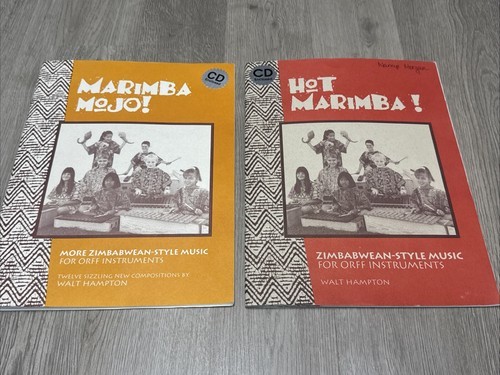 MARIMBA
MOJO!
CD
MORE ZIMBABWEAN-STYLE MUSIC
FOR ORFF INSTRUMENTS
TWELVE SIZZLING NEW COMPOSITIONS BY
WALT HAMPTON
CD
HOT
MARIMBA!
ZIMBABWEAN-STYLE MUSIC
FOR ORFF INSTRUMENTS
WALT HAMPTON